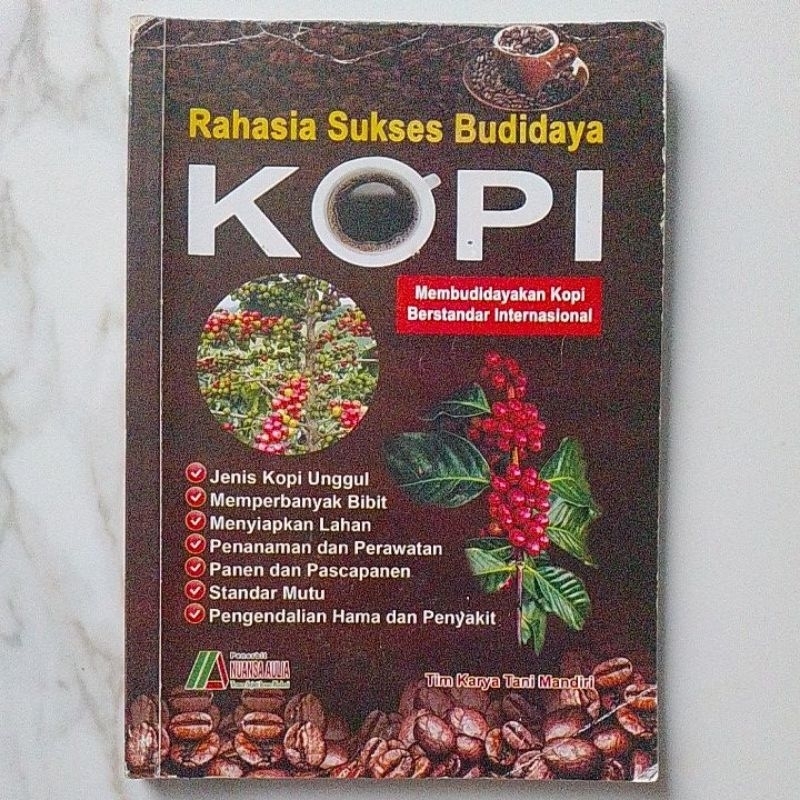 Rahasia Sukses Budidaya
KOPI
Membudidayakan Kopi
Berstandar Internasional
Jenis Kopi Unggul
Memperbanyak Bibit
Menyiapkan Lahan
Penanaman dan Perawatan
Panen dan Pascapanen
Standar Mutu
Pengendalian Hama dan Penyakit
Penerbit
NUANSA AULIA
Tim Karya Tani Mandiri